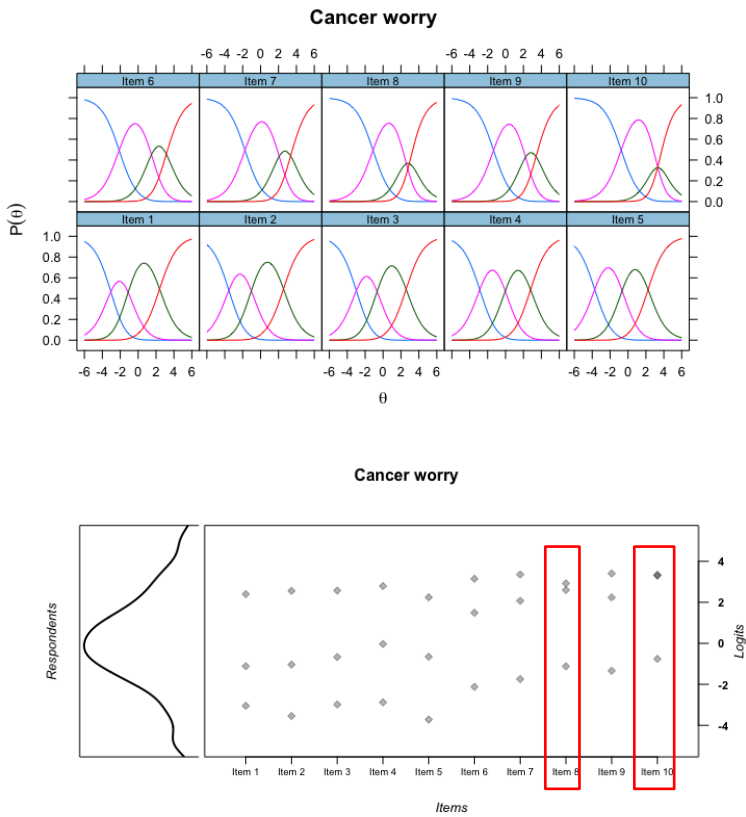 Cancer worry
-6 -4 -2 0 2 4 6 -6 -4 -2 0 2 4 6
Item 6 Item 7 Item 8 Item 9 Item 10
1.0
0.8
0.6
0.4
0.2
0.0
P(θ)
Item 1 Item 2 Item 3 Item 4 Item 5
1.0
0.8
0.6
0.4
0.2
0.0
-6 -4 -2 0 2 4 6 -6 -4 -2 0 2 4 6 -6 -4 -2 0 2 4 6
θ
Cancer worry
Respondents
4
2
0
-2
-4
Logits
Item 1 Item 2 Item 3 Item 4 Item 5 Item 6 Item 7 Item 8 Item 9 Item 10
Items